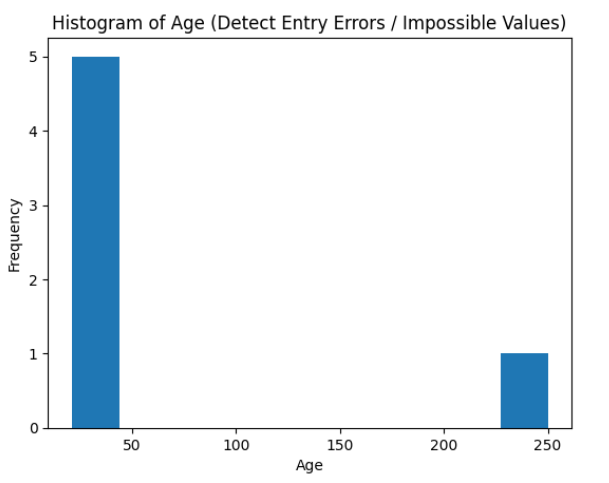 Histogram of Age (Detect Entry Errors / Impossible Values)
5
4
3
2
1
0
Frequency
50 100 150 200 250
Age